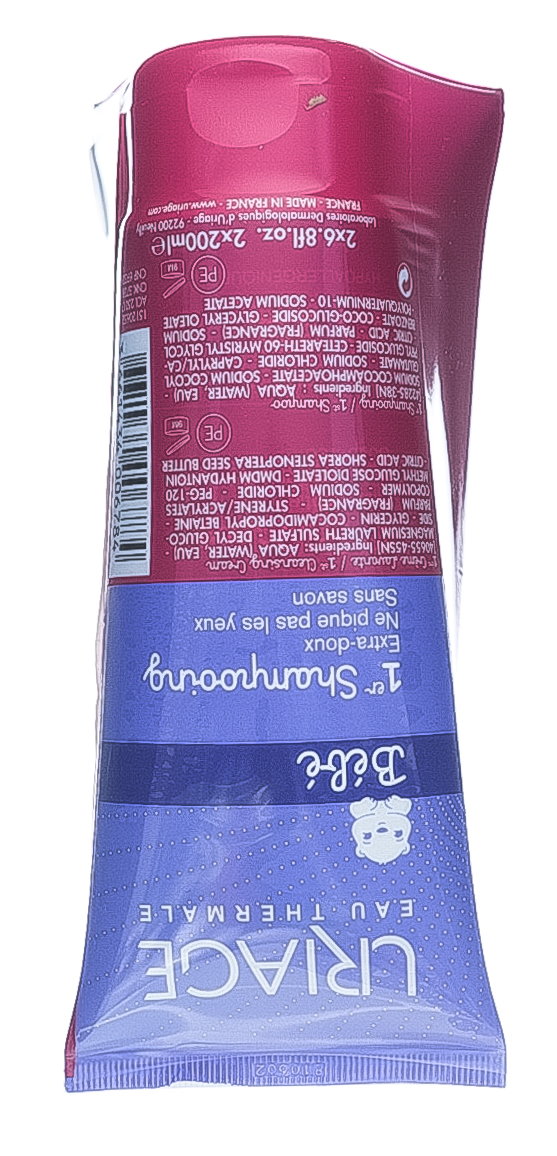 810602
URIAGE
EAU THERMALE
Bébé
1er Shampooing
Extra-doux
Ne pique pas les yeux
Sans savon
1ère Crème lavante / 1st Cleansing Cream
[40655-45SN] Ingredients: AQUA (WATER, EAU) -
MAGNESIUM LAURETH SULFATE - DECYL GLUCO-
SIDE - GLYCERIN - COCAMIDOPROPYL BETAINE -
PARFUM (FRAGRANCE) - STYRENE/ACRYLATES
COPOLYMER - SODIUM CHLORIDE - PEG-120
METHYL GLUCOSE DIOLEATE - DMDM HYDANTOIN
- CITRIC ACID - SHOREA STENOPTERA SEED BUTTER
PE 9M
1er Shampooing / 1st Shampoo
Ingredients : AQUA (WATER, EAU) -
SODIUM COCOAMPHOACETATE - SODIUM COCOYL
GLUTAMATE - SODIUM CHLORIDE - CAPRYLYL/CA-
PRYL GLUCOSIDE - CETEARETH-60 MYRISTYL GLYCOL
- CITRIC ACID - PARFUM (FRAGRANCE) - SODIUM
BENZOATE - COCO-GLUCOSIDE - GLYCERYL OLEATE
- POLYQUATERNIUM-10 - SODIUM ACETATE
PE 9M
2x6.8fl.oz. 2x200ml℮
Laboratoires Dermatologiques d'Uriage - 92200 Neuilly
FRANCE - MADE IN FRANCE - www.uriage.com